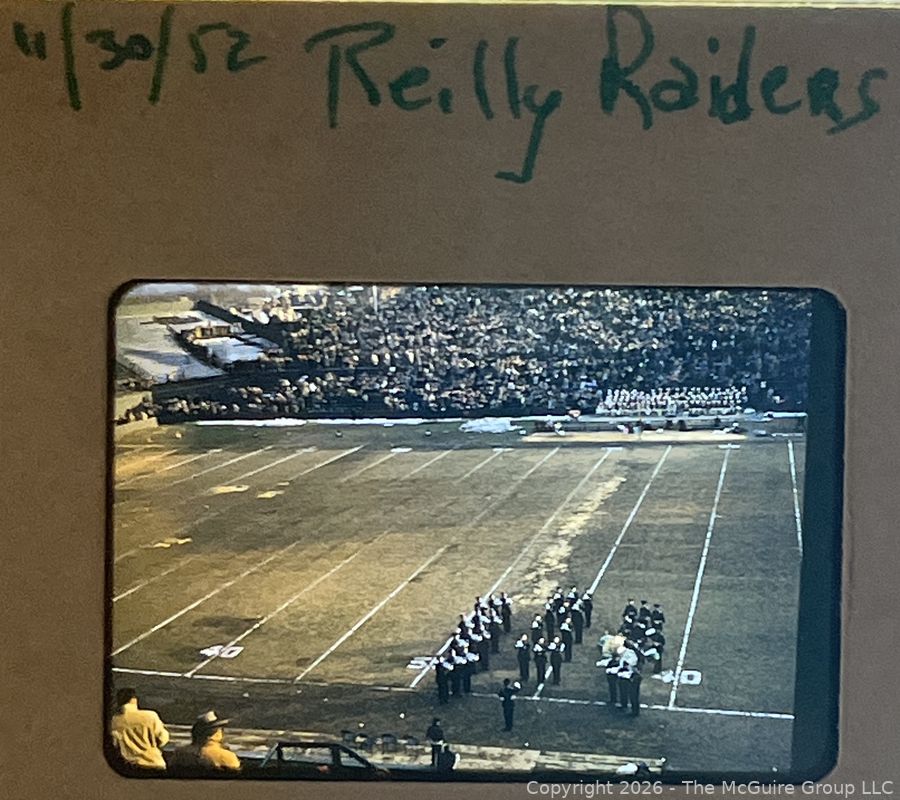 11/30/52 Reilly Raiders
40 50 40
Copyright 2026 - The McGuire Group LLC